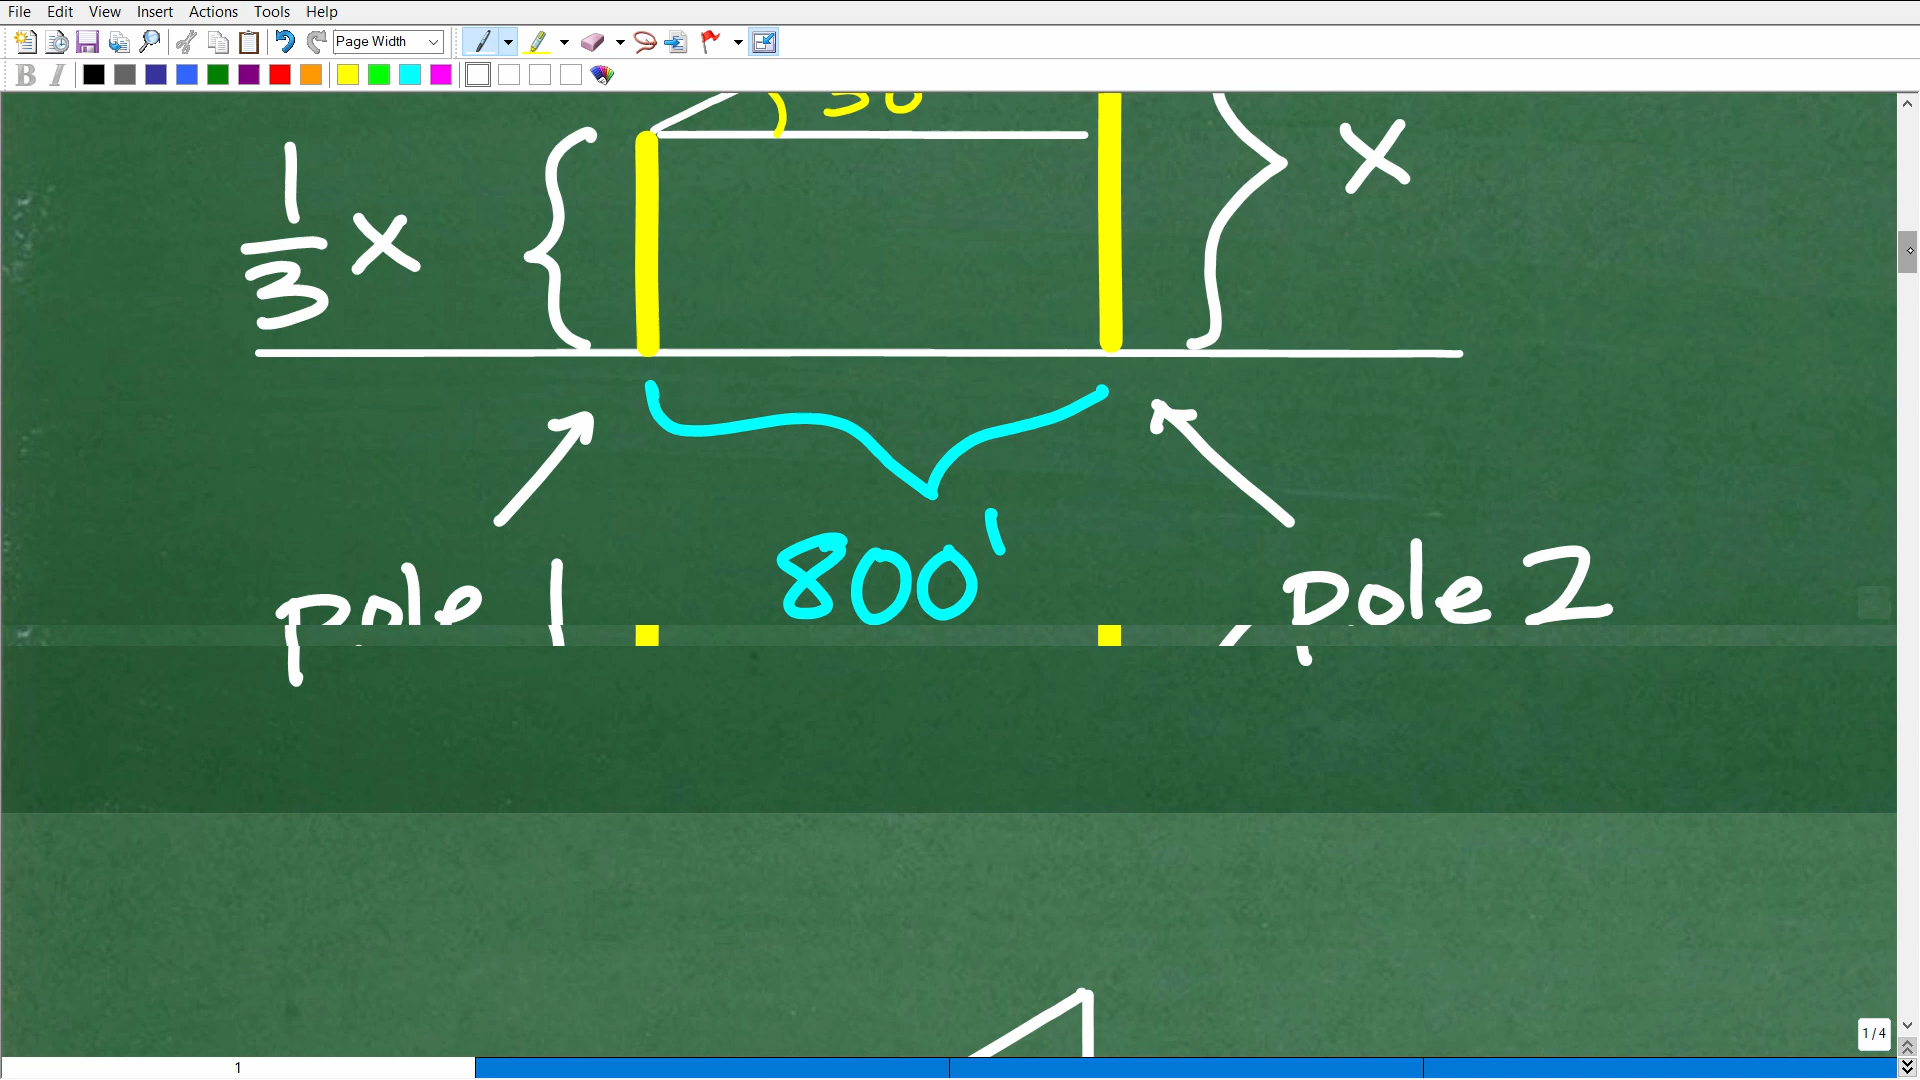 File Edit View Insert Actions Tools Help
Page Width
B I
30
1/3 x
x
800'
pole 1
pole 2
1 / 4
1